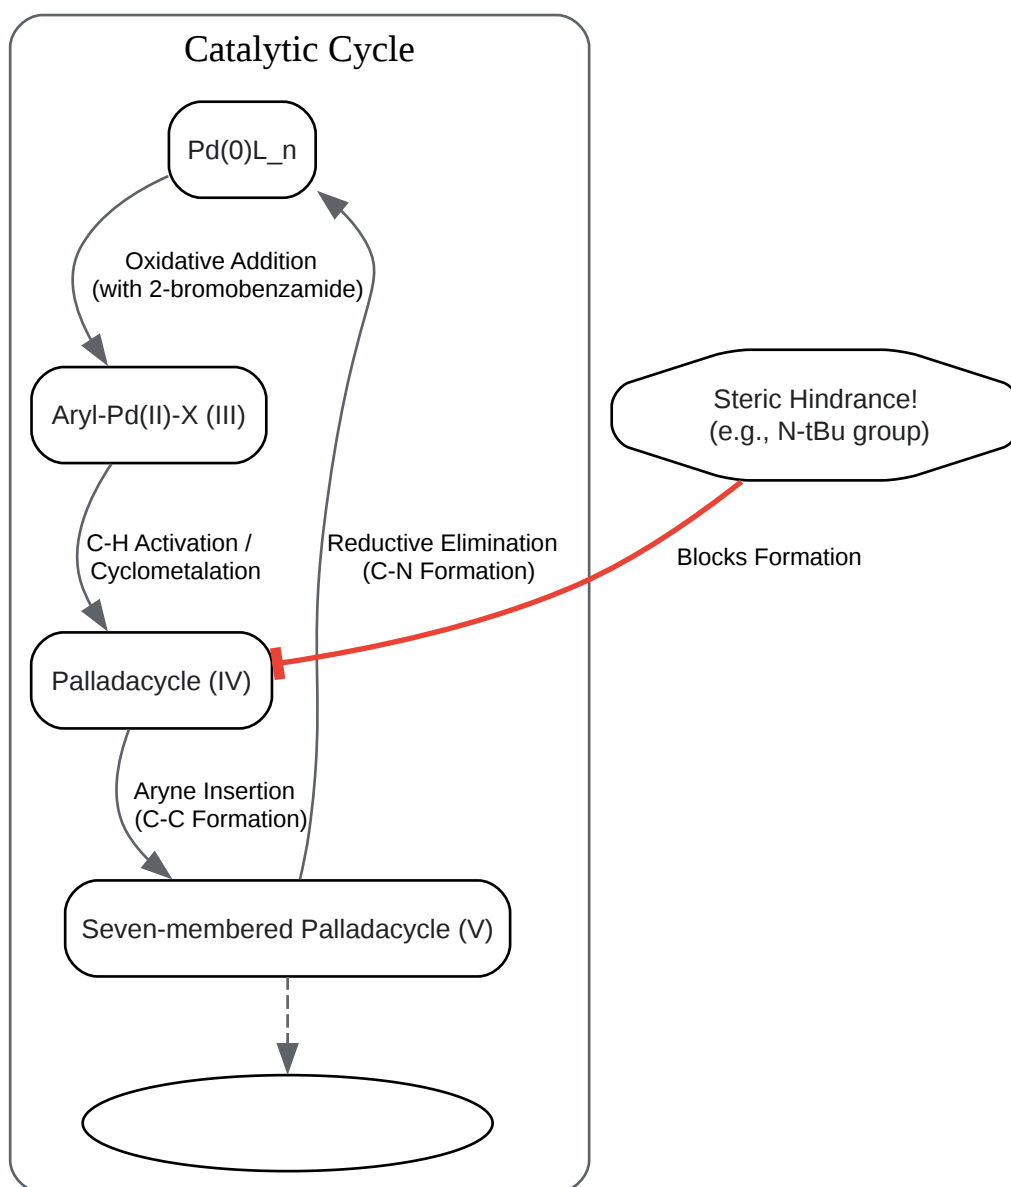 Catalytic Cycle
Pd(0)L_n
Oxidative Addition
(with 2-bromobenzamide)
Aryl-Pd(II)-X (III)
Steric Hindrance!
(e.g., N-tBu group)
C-H Activation /
Cyclometalation
Reductive Elimination
(C-N Formation)
Blocks Formation
Palladacycle (IV)
Aryne Insertion
(C-C Formation)
Seven-membered Palladacycle (V)